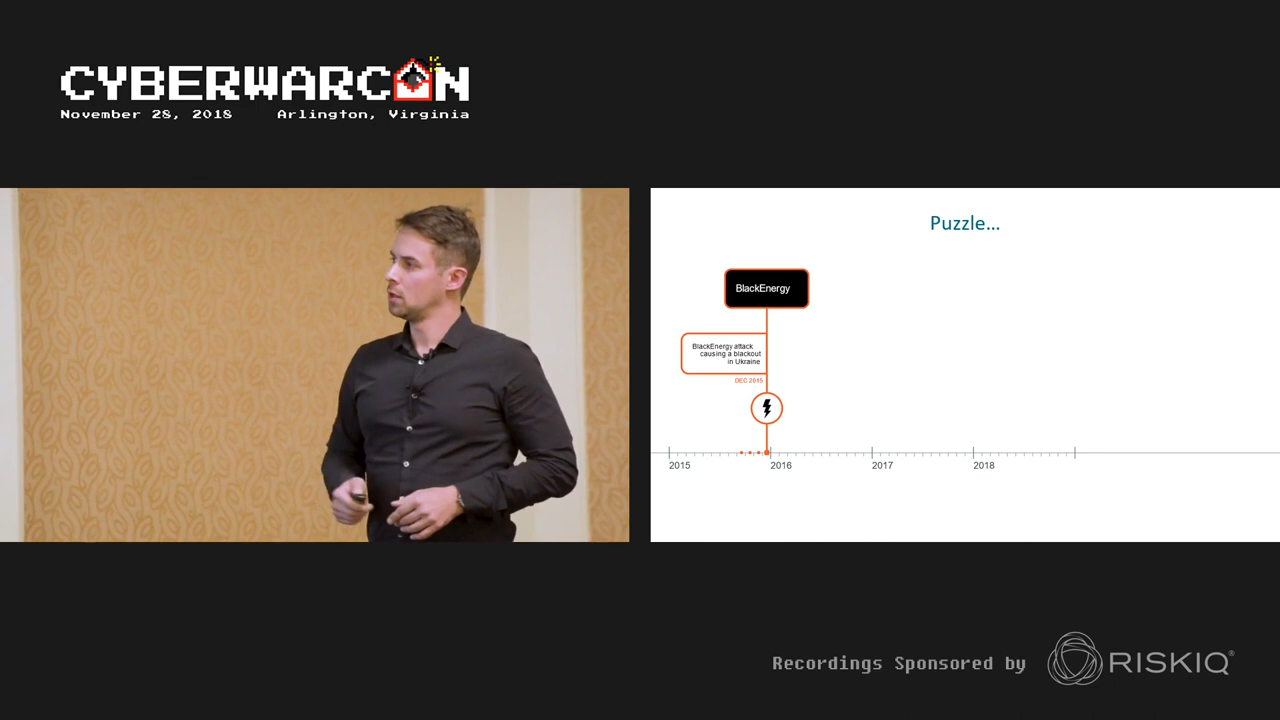 CYBERWARCON
November 28, 2018 Arlington, Virginia
Puzzle...
BlackEnergy
BlackEnergy attack
causing a blackout
in Ukraine
DEC 2015
2015 2016 2017 2018
Recordings Sponsored by RISKIQ®